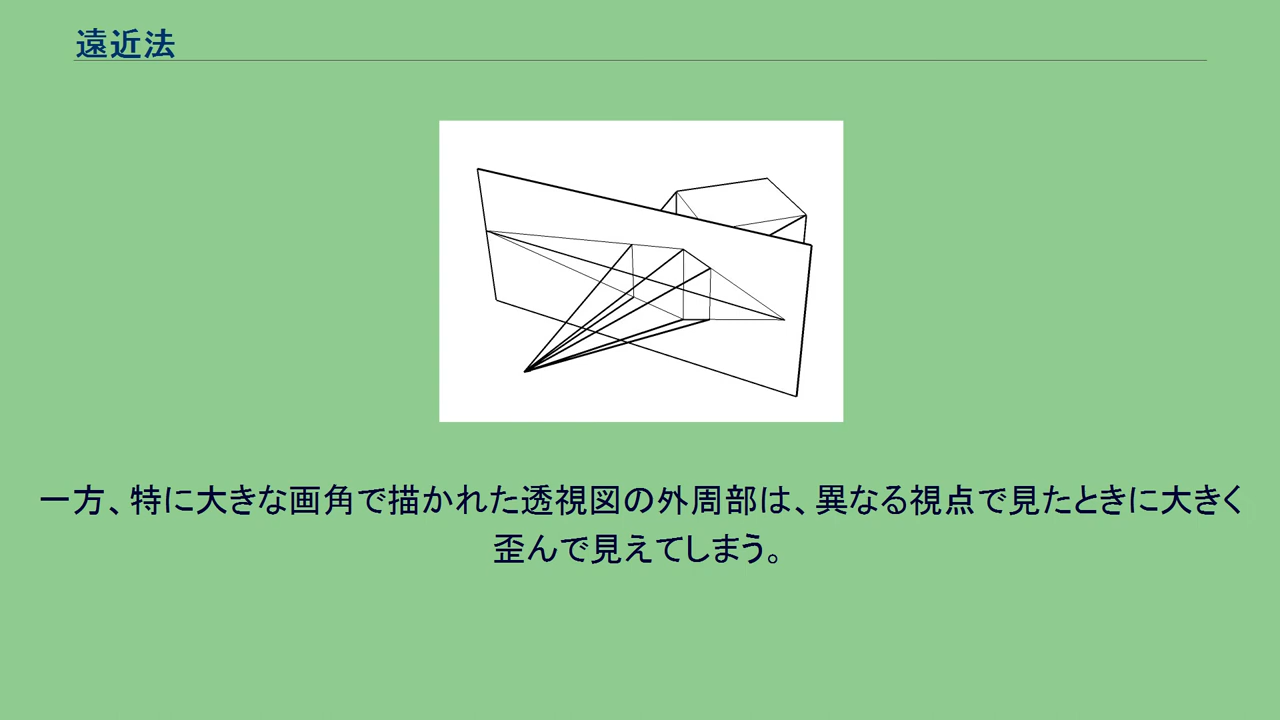 遠近法
一方、特に大きな画角で描かれた透視図の外周部は、異なる視点で見たときに大きく
歪んで見えてしまう。